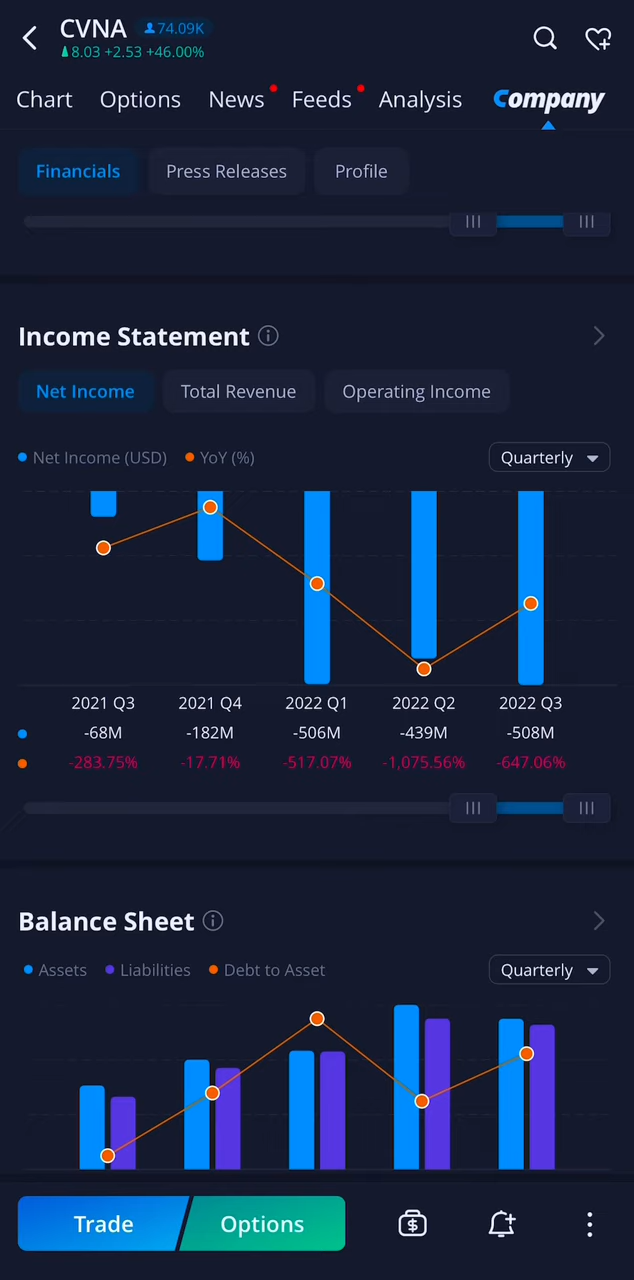 CVNA 74.09K
8.03 +2.53 +46.00%
Chart Options News Feeds Analysis Company
Financials Press Releases Profile
Income Statement
Net Income Total Revenue Operating Income
Net Income (USD) YoY (%) Quarterly
2021 Q3 2021 Q4 2022 Q1 2022 Q2 2022 Q3
-68M -182M -506M -439M -508M
-283.75% -17.71% -517.07% -1,075.56% -647.06%
Balance Sheet
Assets Liabilities Debt to Asset Quarterly
Trade Options